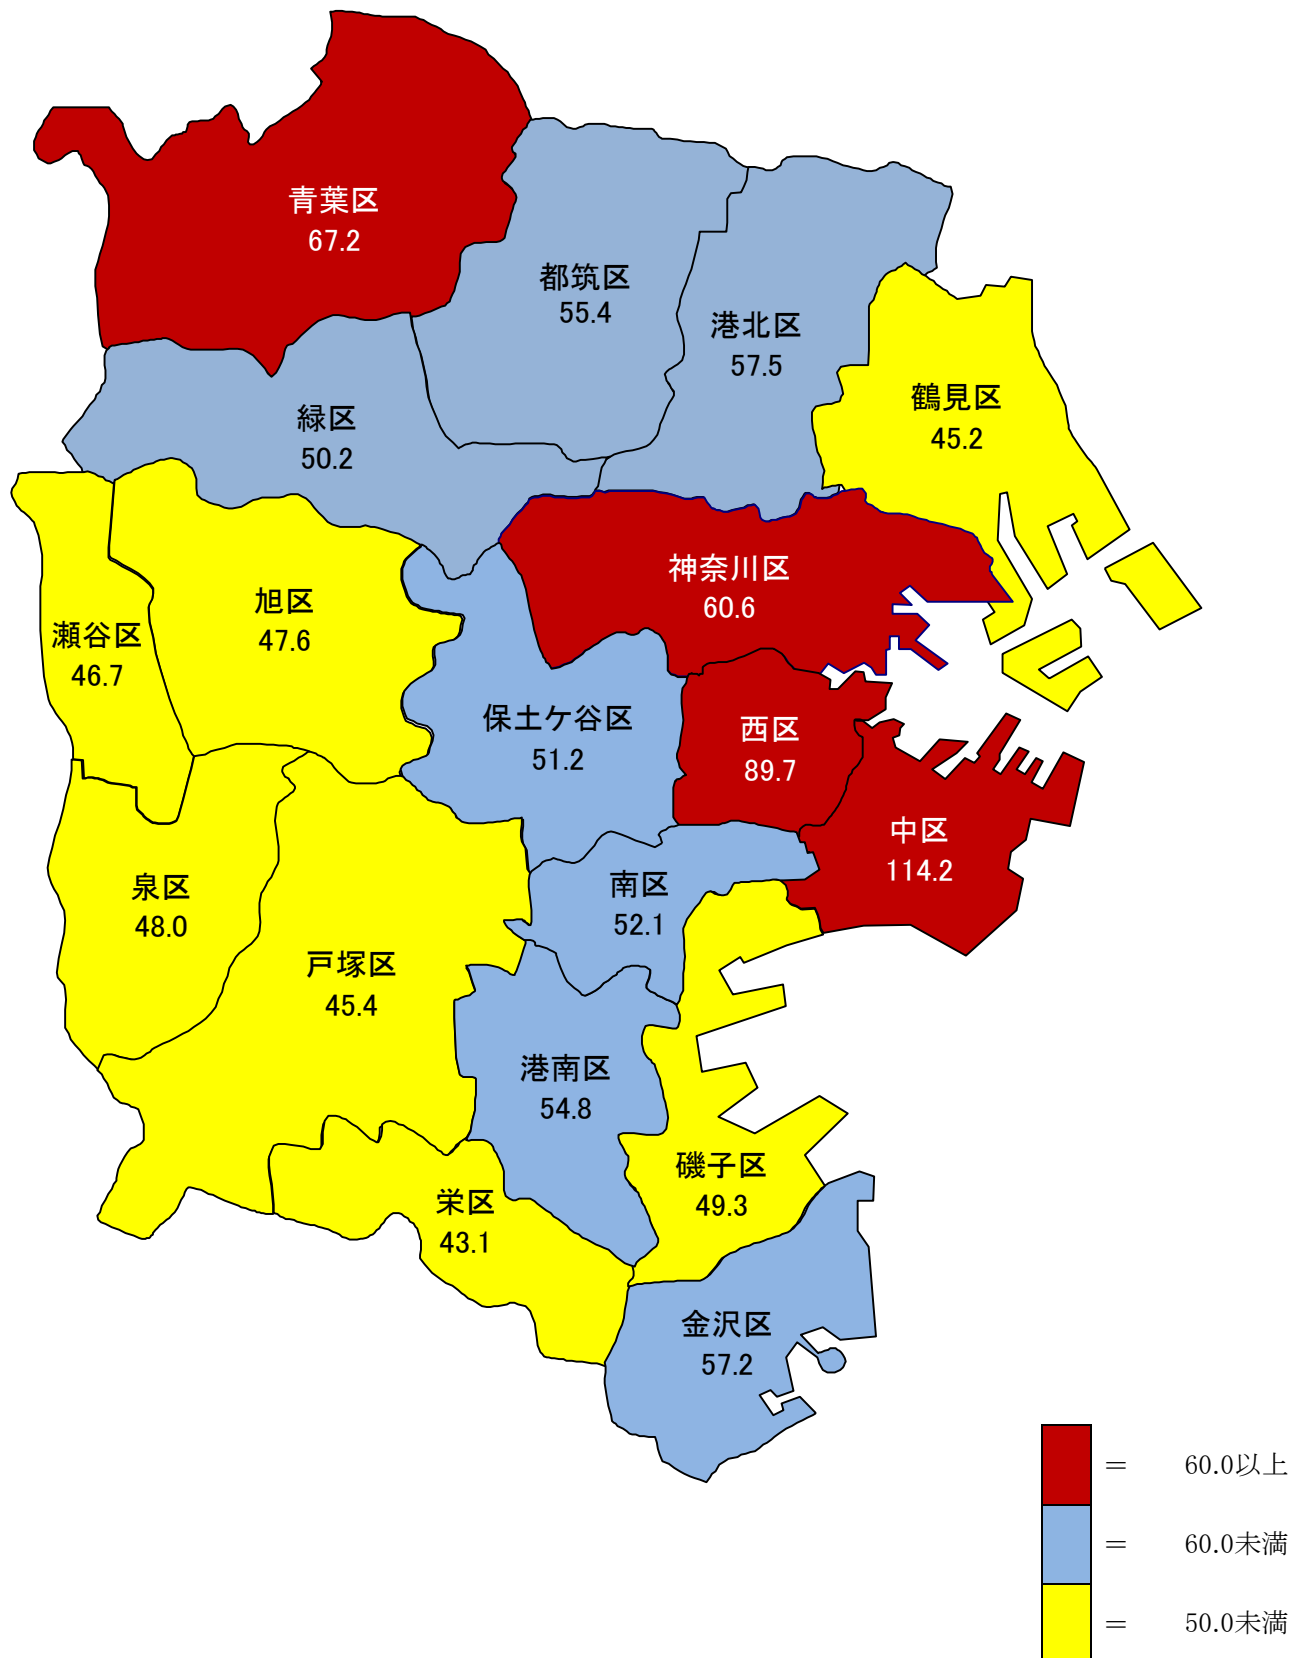 青葉区
67.2
都筑区
55.4
港北区
57.5
鶴見区
45.2
緑区
50.2
神奈川区
60.6
旭区
47.6
瀬谷区
46.7
保土ケ谷区
51.2
西区
89.7
中区
114.2
泉区
48.0
南区
52.1
戸塚区
45.4
港南区
54.8
磯子区
49.3
栄区
43.1
金沢区
57.2
＝ 60.0以上
＝ 60.0未満
＝ 50.0未満